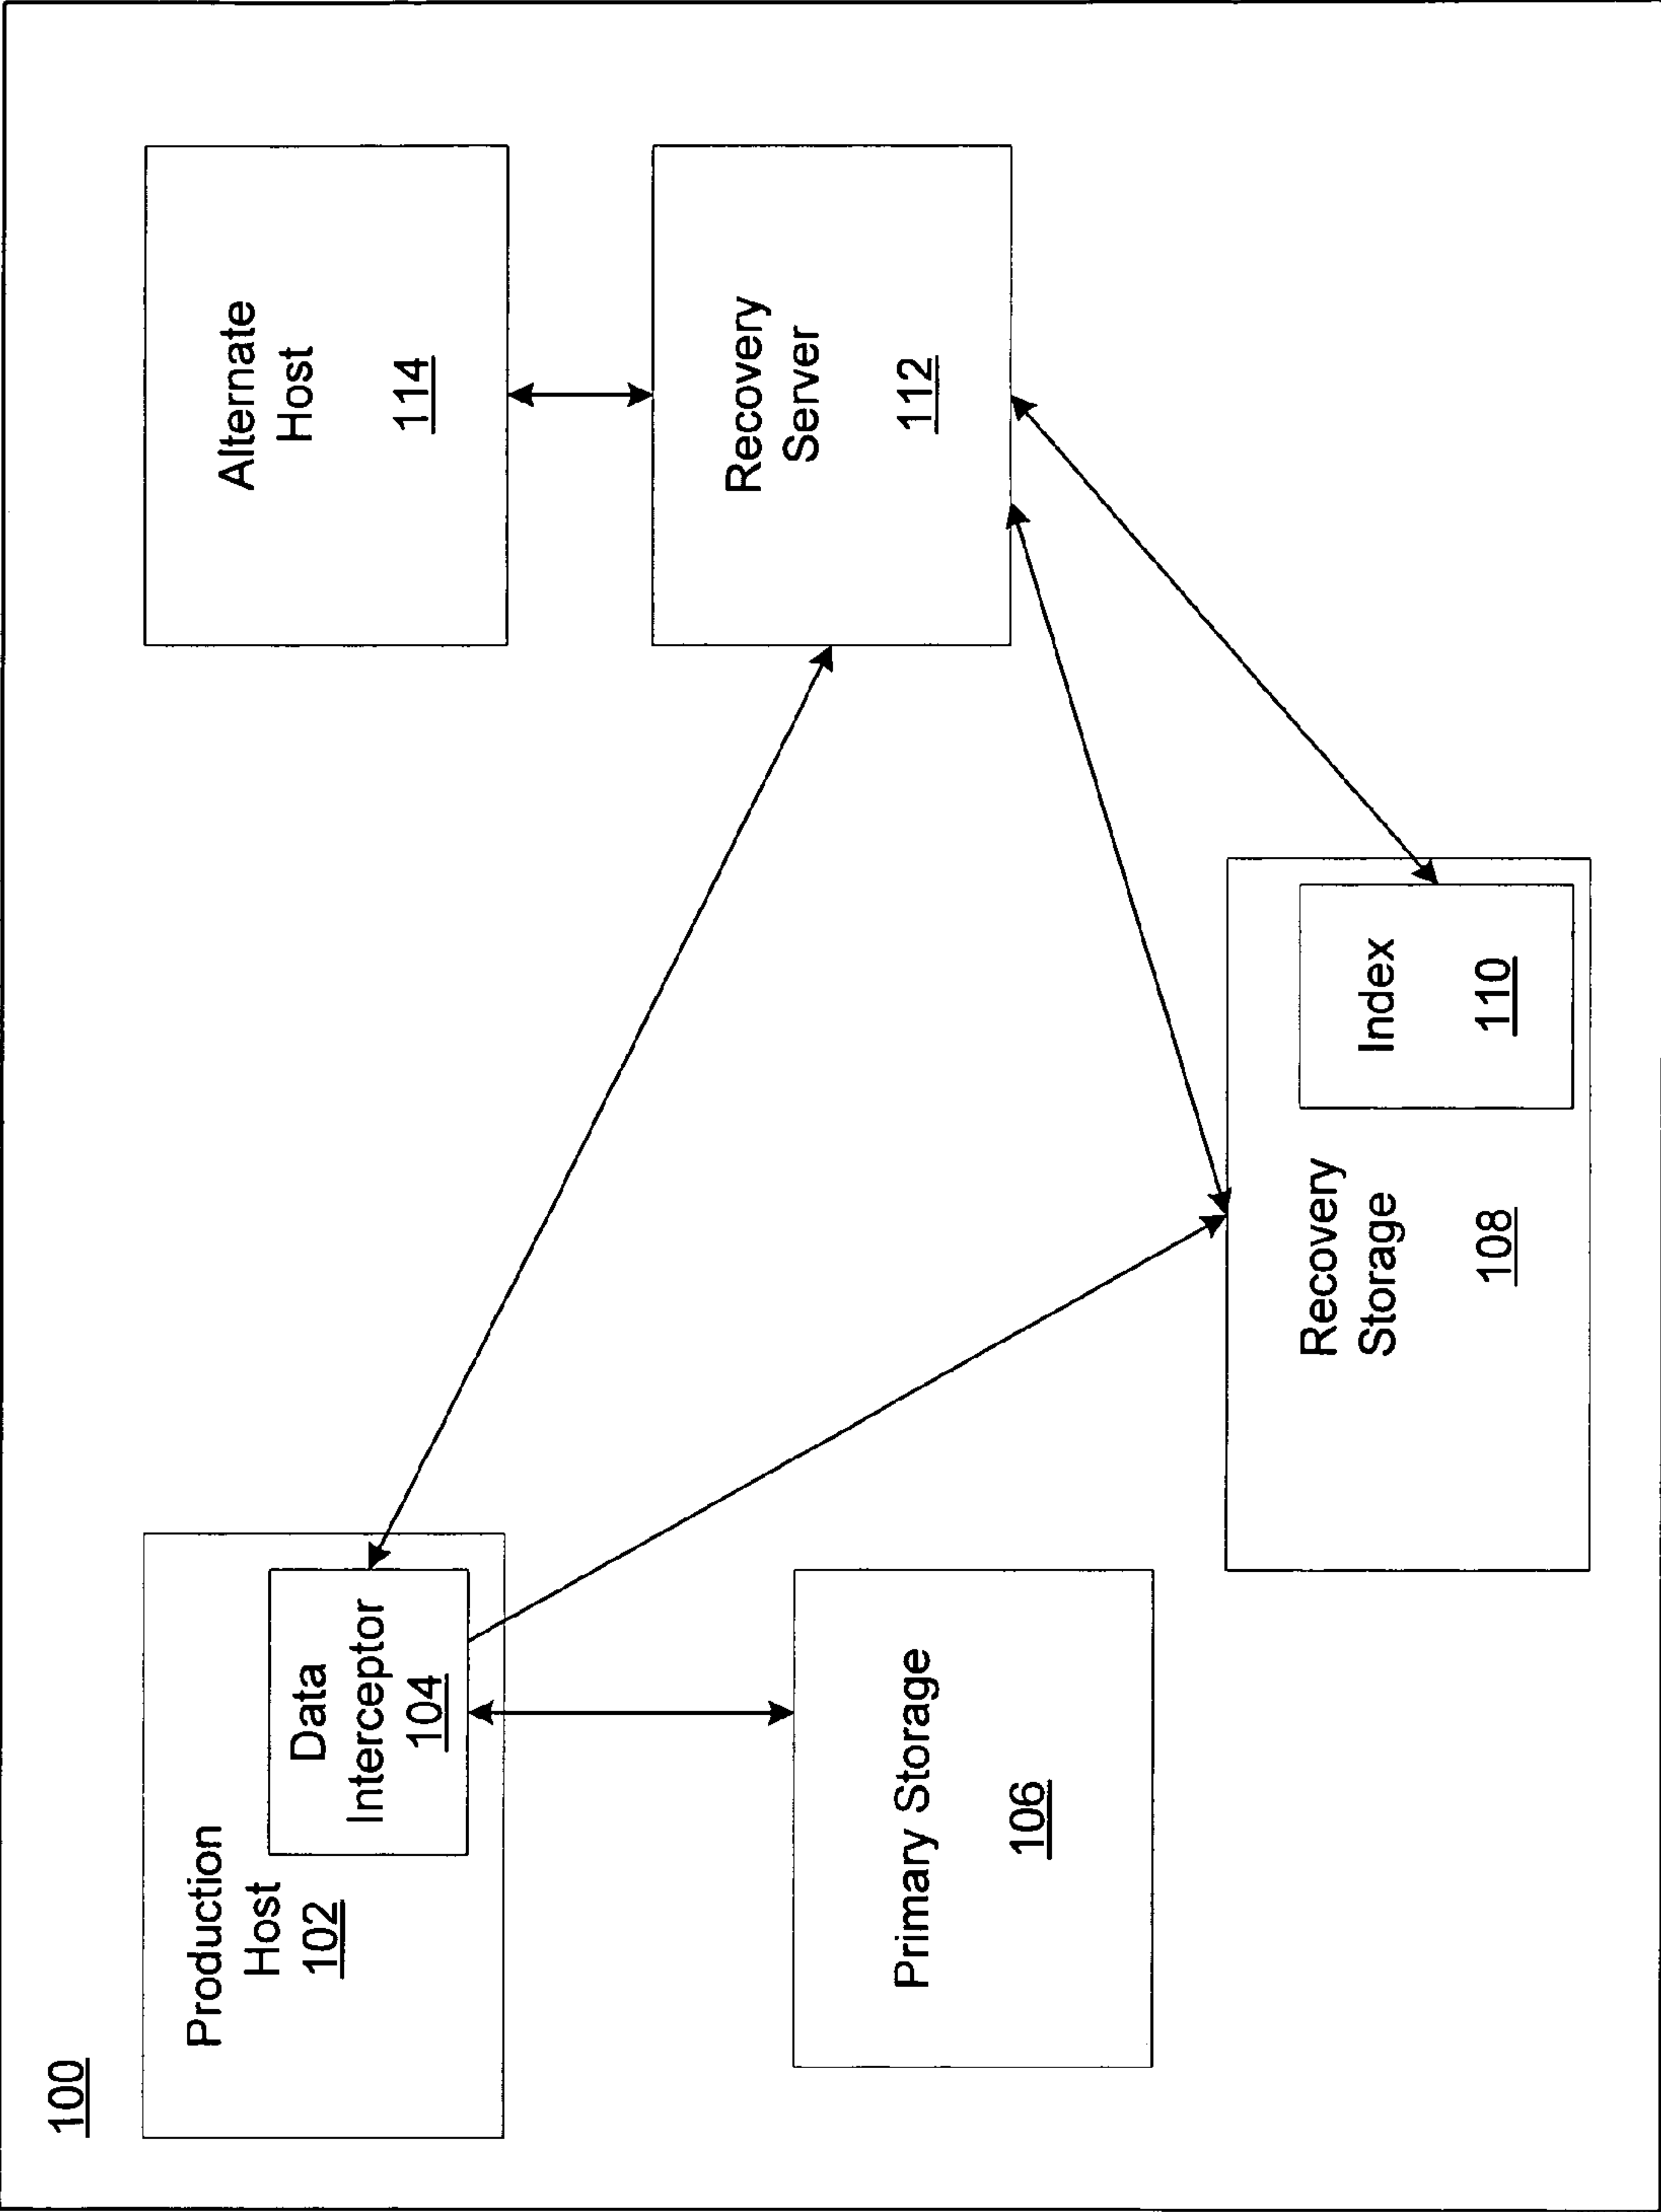 100
Production
Host
102
Data
Interceptor
104
Alternate
Host
114
Primary Storage
106
Recovery
Server
112
Recovery
Storage
108
Index
110